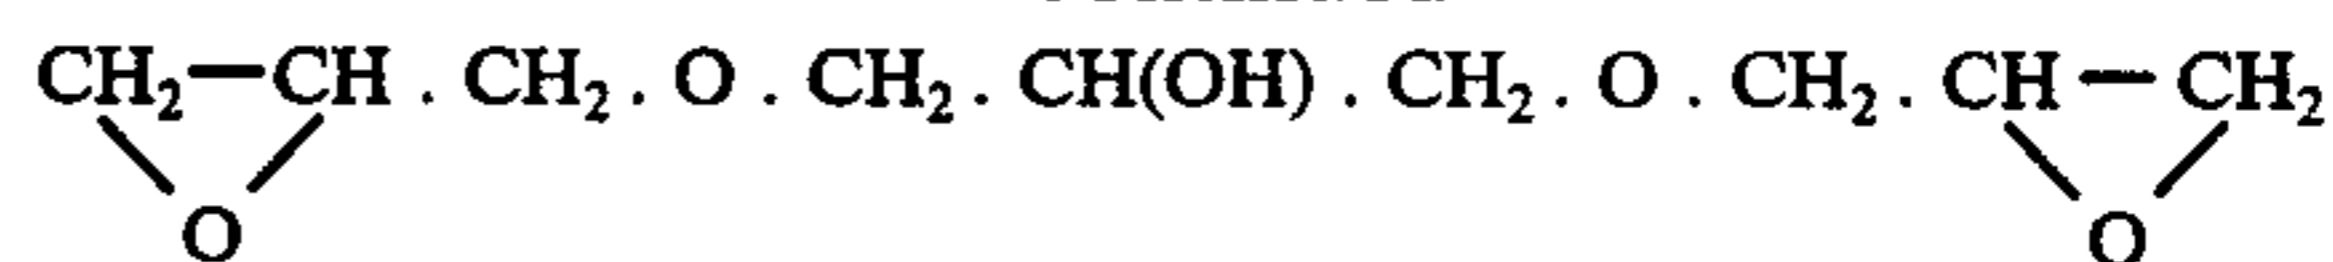 CH₂—CH . CH₂ . O . CH₂ . CH(OH) . CH₂ . O . CH₂ . CH—CH₂
O O